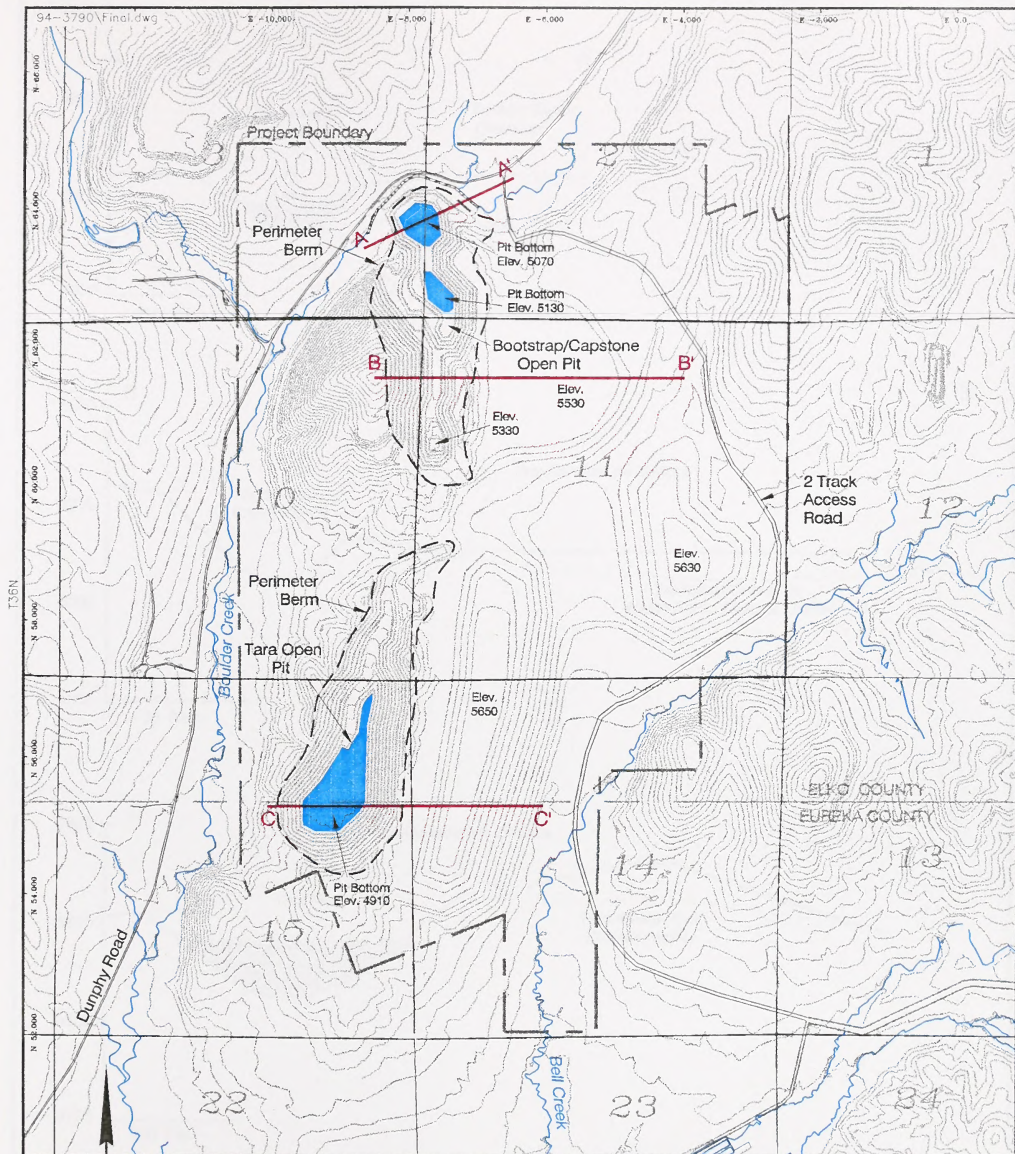 94-3790\Final.dwg
E -10,000
E -8,000
E -6,000
E -4,000
E -2,000
E 0.0
N 66,000
Project Boundary
3
2
1
A'
N 64,000
Perimeter
Berm
A
Pit Bottom
Elev. 5070
Pit Bottom
Elev. 5130
N 62,000
Bootstrap/Capstone
Open Pit
B
B'
Elev.
5530
Elev.
5330
N 60,000
10
11
2 Track
Access
Road
12
Elev.
5630
Perimeter
Berm
T36N
N 58,000
Boulder Creek
Tara Open
Pit
Elev.
5650
N 56,000
ELKO COUNTY
EUREKA COUNTY
C
C'
14
13
Pit Bottom
Elev. 4910
N 54,000
15
Dunphy Road
N 52,000
Bell Creek
22
23
24